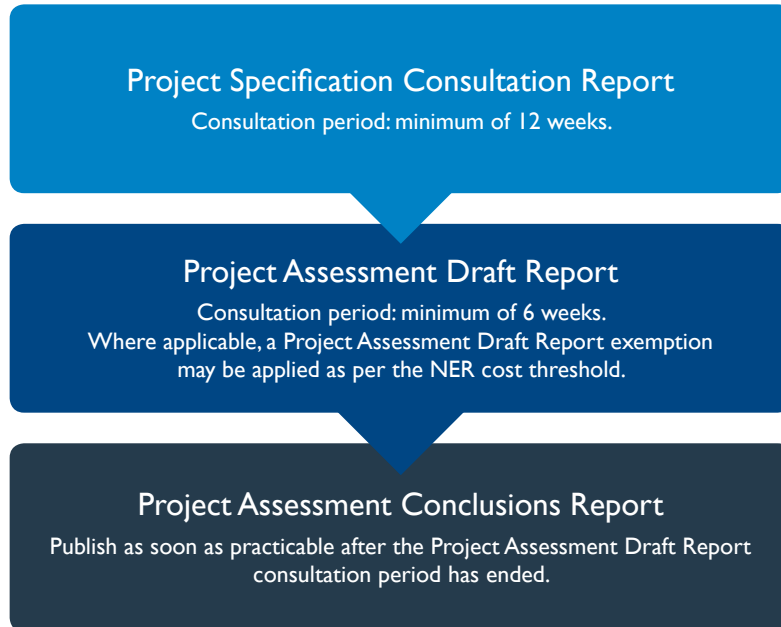 Project Specification Consultation Report
Consultation period: minimum of 12 weeks.
Project Assessment Draft Report
Consultation period: minimum of 6 weeks.
Where applicable, a Project Assessment Draft Report exemption
may be applied as per the NER cost threshold.
Project Assessment Conclusions Report
Publish as soon as practicable after the Project Assessment Draft Report
consultation period has ended.